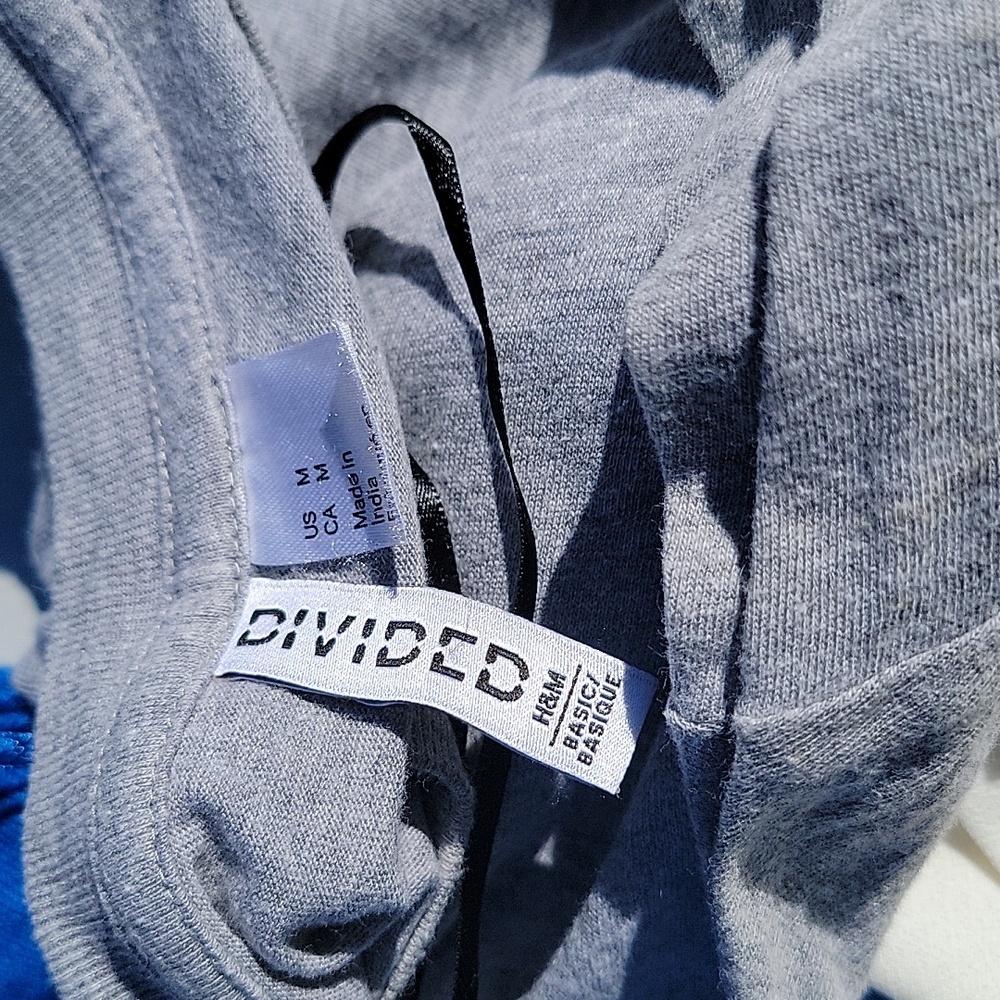 US M
CA M
Made in
India
DIVIDED
H&M
BASIC/
BASIQUE